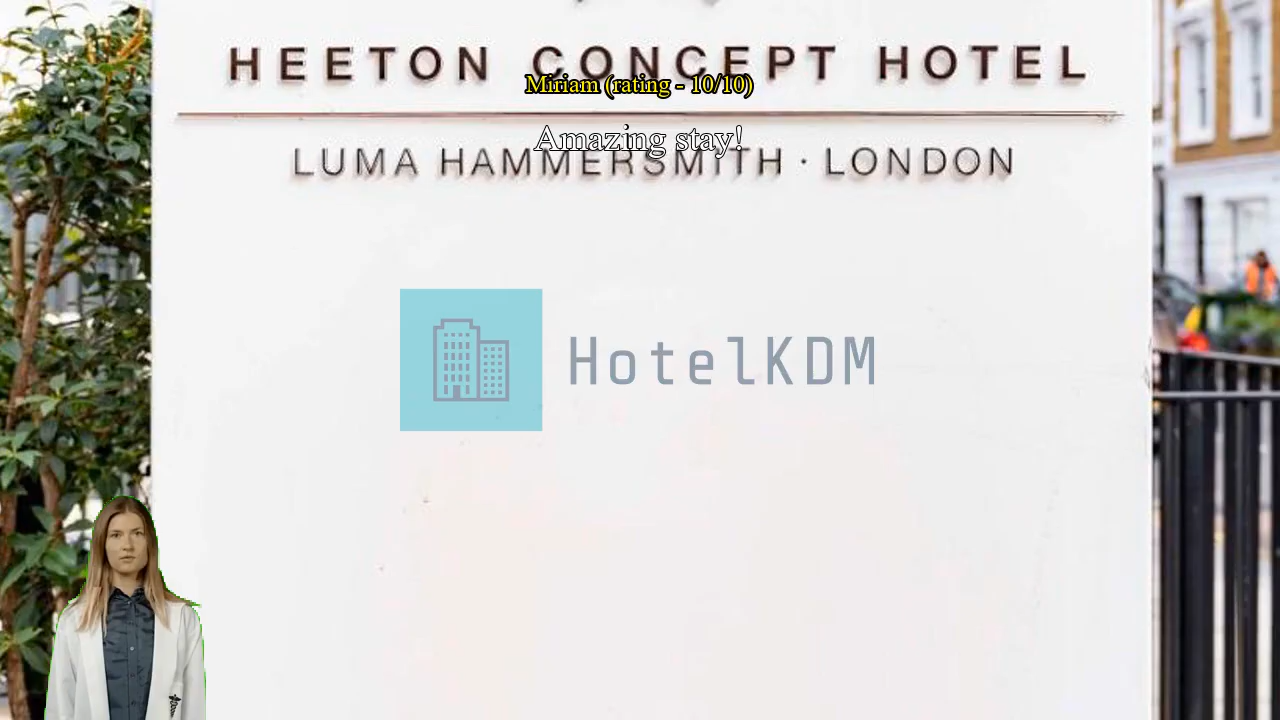 HEETON CONCEPT HOTEL
Miriam (rating - 10/10)
Amazing stay!
LUMA HAMMERSMITH · LONDON
HotelKDM